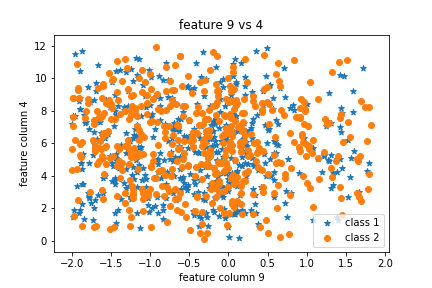 feature 9 vs 4
feature column 4
12
10
8
6
4
2
0
−2.0 −1.5 −1.0 −0.5 0.0 0.5 1.0 1.5 2.0
feature column 9
class 1
class 2